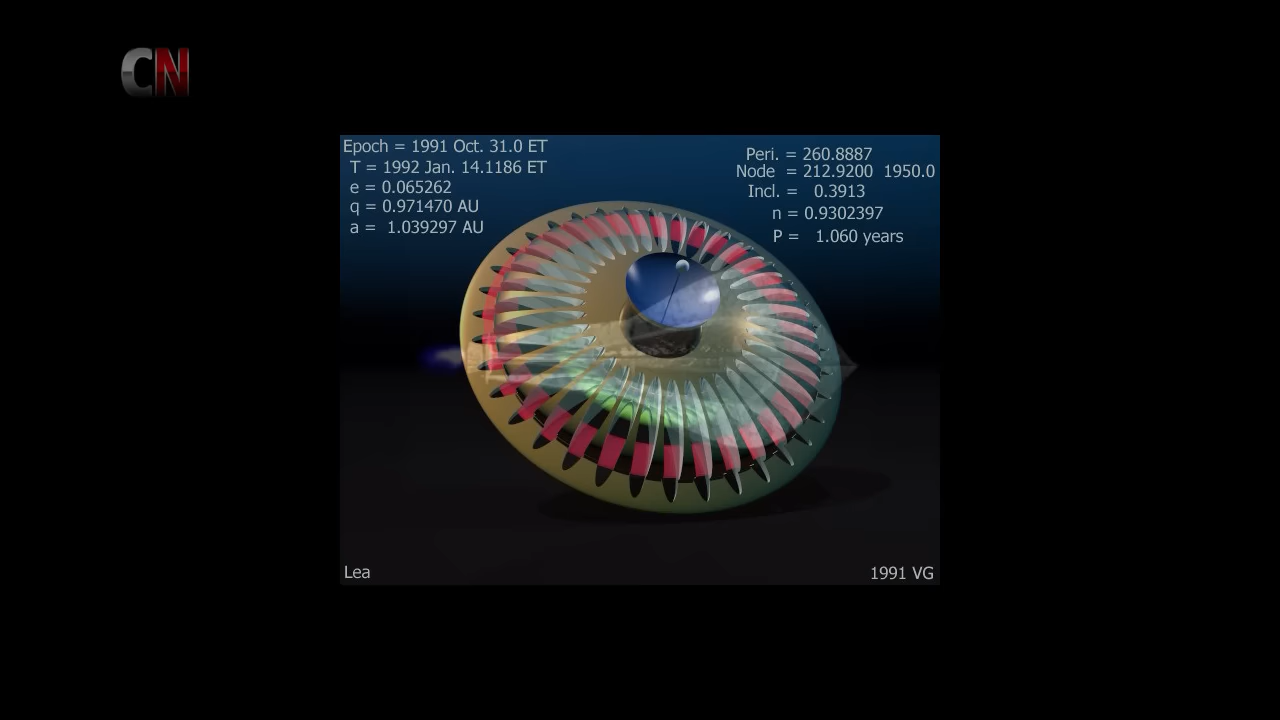 CN
Epoch = 1991 Oct. 31.0 ET
T = 1992 Jan. 14.1186 ET
e = 0.065262
q = 0.971470 AU
a = 1.039297 AU
Peri. = 260.8887
Node = 212.9200 1950.0
Incl. = 0.3913
n = 0.9302397
P = 1.060 years
Lea
1991 VG